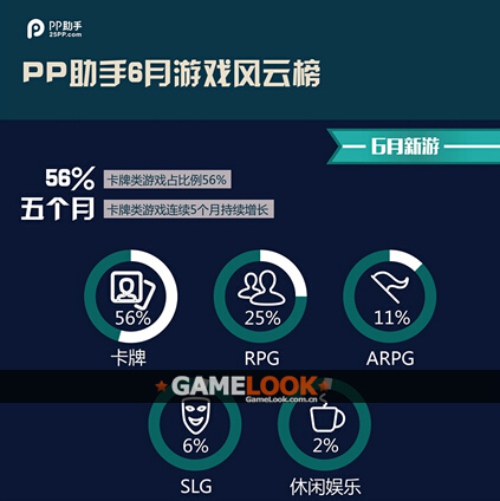 PP助手
25PP.com
PP助手6月游戏风云榜
6月新游
56% 卡牌类游戏占比例56%
五个月 卡牌类游戏连续5个月持续增长
56% 25% 11%
卡牌 RPG ARPG
GAMELOOK
GameLook.com.cn
6% 2%
SLG 休闲娱乐